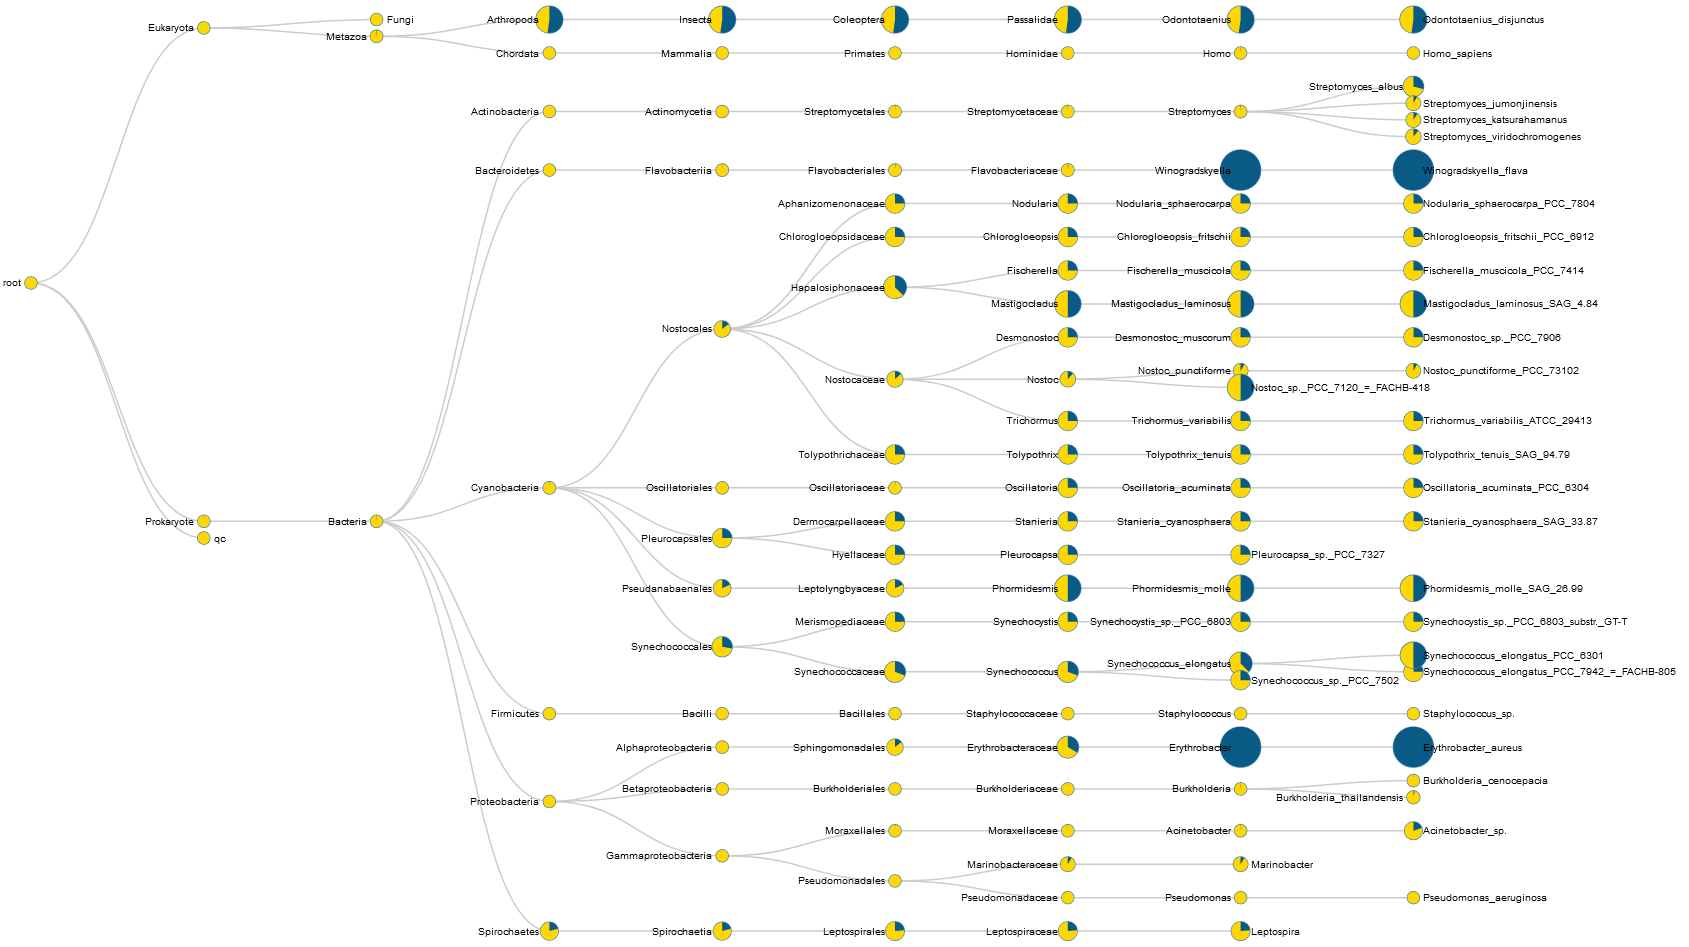 Arthropoda Insecta Coleoptera Passalidae Odontotaenius Odontotaenius_disjunctus
Fungi
Eukaryota
Metazoa
Chordata Mammalia Primates Hominidae Homo Homo_sapiens
Streptomyces_albus
Streptomyces_jumonjinensis
Actinobacteria Actinomycetia Streptomycetales Streptomycetaceae Streptomyces
Streptomyces_katsurahamanus
Streptomyces_viridochromogenes
Bacteroidetes Flavobacteriia Flavobacteriales Flavobacteriaceae Winogradskyella Winogradskyella_flava
Aphanizomenonaceae Nodularia Nodularia_sphaerocarpa Nodularia_sphaerocarpa_PCC_7804
Chlorogloeopsidaceae Chlorogloeopsis Chlorogloeopsis_fritschii Chlorogloeopsis_fritschii_PCC_6912
Fischerella Fischerella_muscicola Fischerella_muscicola_PCC_7414
root
Hapalosiphonaceae
Mastigocladus Mastigocladus_laminosus Mastigocladus_laminosus_SAG_4.84
Nostocales
Desmonostoc Desmonostoc_muscorum Desmonostoc_sp._PCC_7906
Nostoc_punctiforme Nostoc_punctiforme_PCC_73102
Nostocaceae Nostoc
Nostoc_sp._PCC_7120_=_FACHB-418
Trichormus Trichormus_variabilis Trichormus_variabilis_ATCC_29413
Tolypothrichaceae Tolypothrix Tolypothrix_tenuis Tolypothrix_tenuis_SAG_94.79
Cyanobacteria Oscillatoriales Oscillatoriaceae Oscillatoria Oscillatoria_acuminata Oscillatoria_acuminata_PCC_6304
Prokaryote Bacteria Dermocarpellaceae Stanieria Stanieria_cyanosphaera Stanieria_cyanosphaera_SAG_33.87
qc Pleurocapsales
Hyellaceae Pleurocapsa Pleurocapsa_sp._PCC_7327
Pseudanabaenales Leptolyngbyaceae Phormidesmis Phormidesmis_molle Phormidesmis_molle_SAG_26.99
Merismopediaceae Synechocystis Synechocystis_sp._PCC_6803 Synechocystis_sp._PCC_6803_substr._GT-T
Synechococcales
Synechococcus_elongatus Synechococcus_elongatus_PCC_6301
Synechococcaceae Synechococcus Synechococcus_elongatus_PCC_7942_=_FACHB-805
Synechococcus_sp._PCC_7502
Firmicutes Bacilli Bacillales Staphylococcaceae Staphylococcus Staphylococcus_sp.
Alphaproteobacteria Sphingomonadales Erythrobacteraceae Erythrobacter Erythrobacter_aureus
Burkholderia_cenocepacia
Betaproteobacteria Burkholderiales Burkholderiaceae Burkholderia
Burkholderia_thailandensis
Proteobacteria
Moraxellales Moraxellaceae Acinetobacter Acinetobacter_sp.
Gammaproteobacteria
Marinobacteraceae Marinobacter
Pseudomonadales
Pseudomonadaceae Pseudomonas Pseudomonas_aeruginosa
Spirochaetes Spirochaetia Leptospirales Leptospiraceae Leptospira